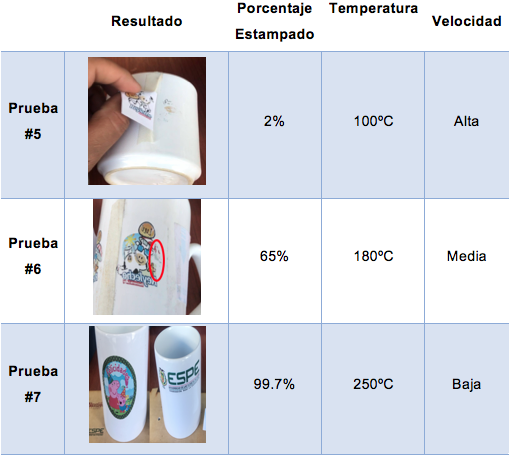 Resultado
Porcentaje
Estampado
Temperatura
Velocidad
Prueba
#5
2%
100ºC
Alta
Prueba
#6
65%
180ºC
Media
Prueba
#7
ESPE
99.7%
250ºC
Baja